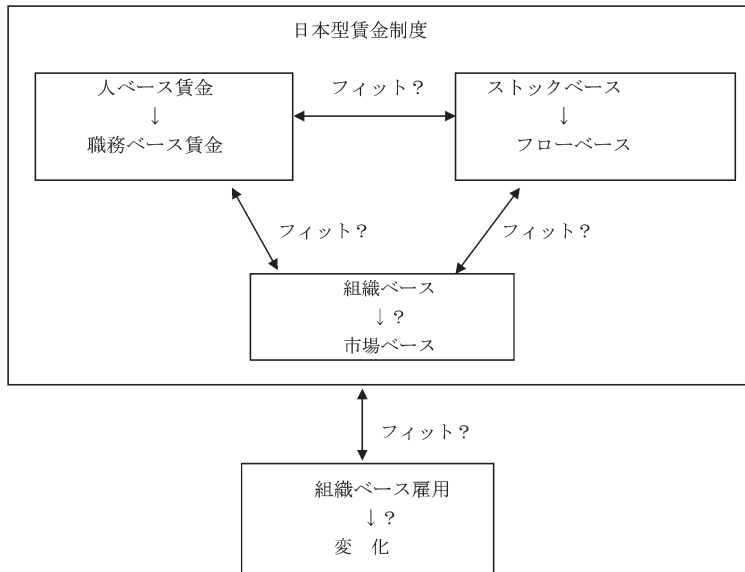 日本型賃金制度
人ベース賃金
↓
職務ベース賃金
フィット？
ストックベース
↓
フローベース
フィット？
フィット？
組織ベース
↓？
市場ベース
フィット？
組織ベース雇用
↓？
変　化